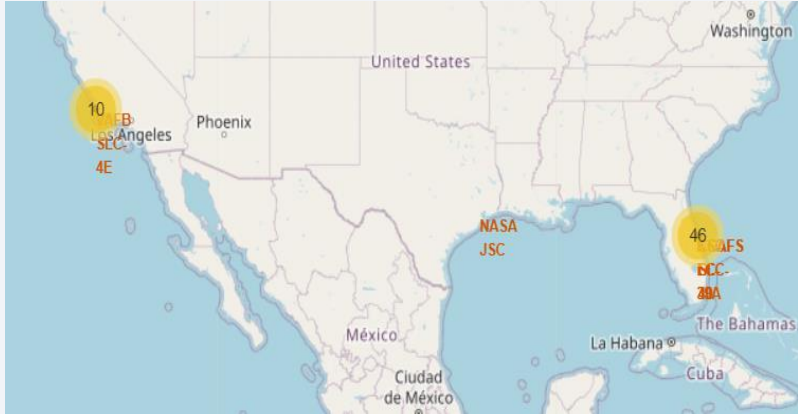 Washington
United States
10
Phoenix
Los Angeles
SLC-
4E
NASA
JSC
46
México
La Habana
The Bahamas
Cuba
Ciudad
de México